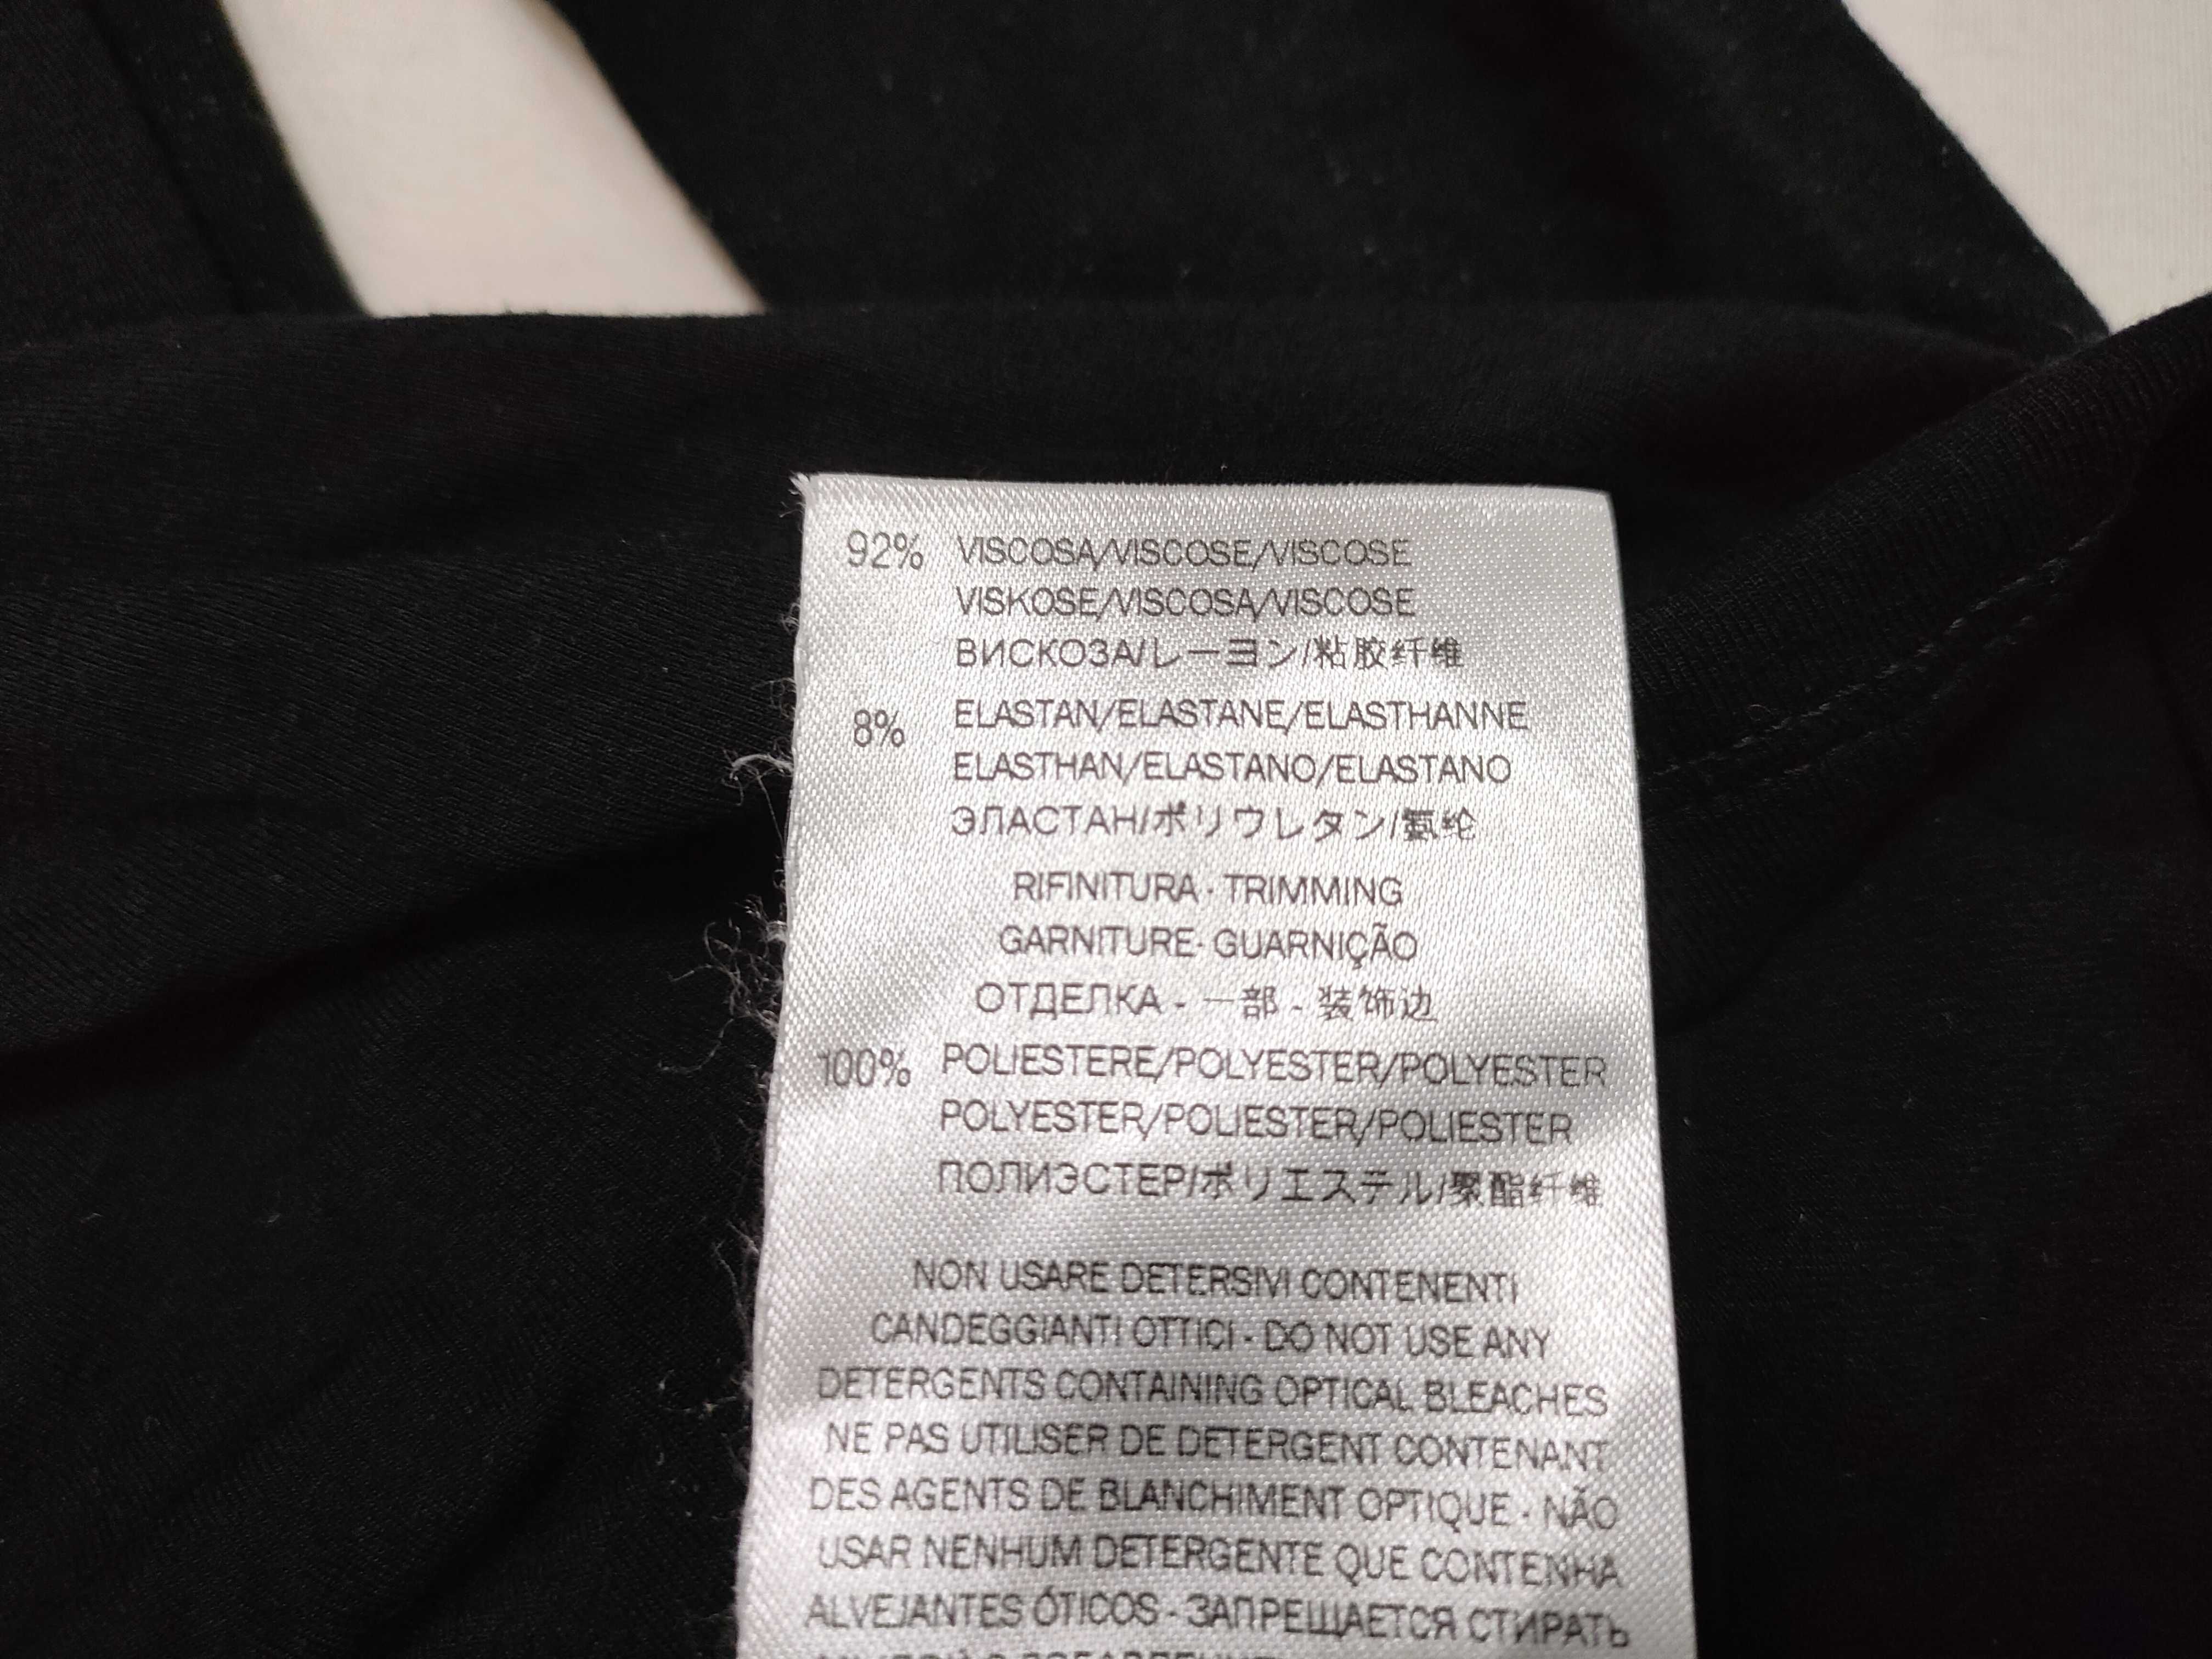 92% VISCOSA/VISCOSE/VISCOSE
VISKOSE/VISCOSA/VISCOSE
ВИСКОЗА/レーヨン/粘胶纤维
8% ELASTAN/ELASTANE/ELASTHANNE
ELASTHAN/ELASTANO/ELASTANO
ЭЛАСТАН/ポリウレタン/氨纶
RIFINITURA · TRIMMING
GARNITURE · GUARNIÇÃO
ОТДЕЛКА - 一部 - 装饰边
100% POLIESTERE/POLYESTER/POLYESTER
POLYESTER/POLIESTER/POLIESTER
ПОЛИЭСТЕР/ポリエステル/聚酯纤维
NON USARE DETERSIVI CONTENENTI
CANDEGGIANTI OTTICI - DO NOT USE ANY
DETERGENTS CONTAINING OPTICAL BLEACHES
NE PAS UTILISER DE DETERGENT CONTENANT
DES AGENTS DE BLANCHIMENT OPTIQUE - NÃO
USAR NENHUM DETERGENTE QUE CONTENHA
ALVEJANTES ÓTICOS - ЗАПРЕЩАЕТСЯ СТИРАТЬ